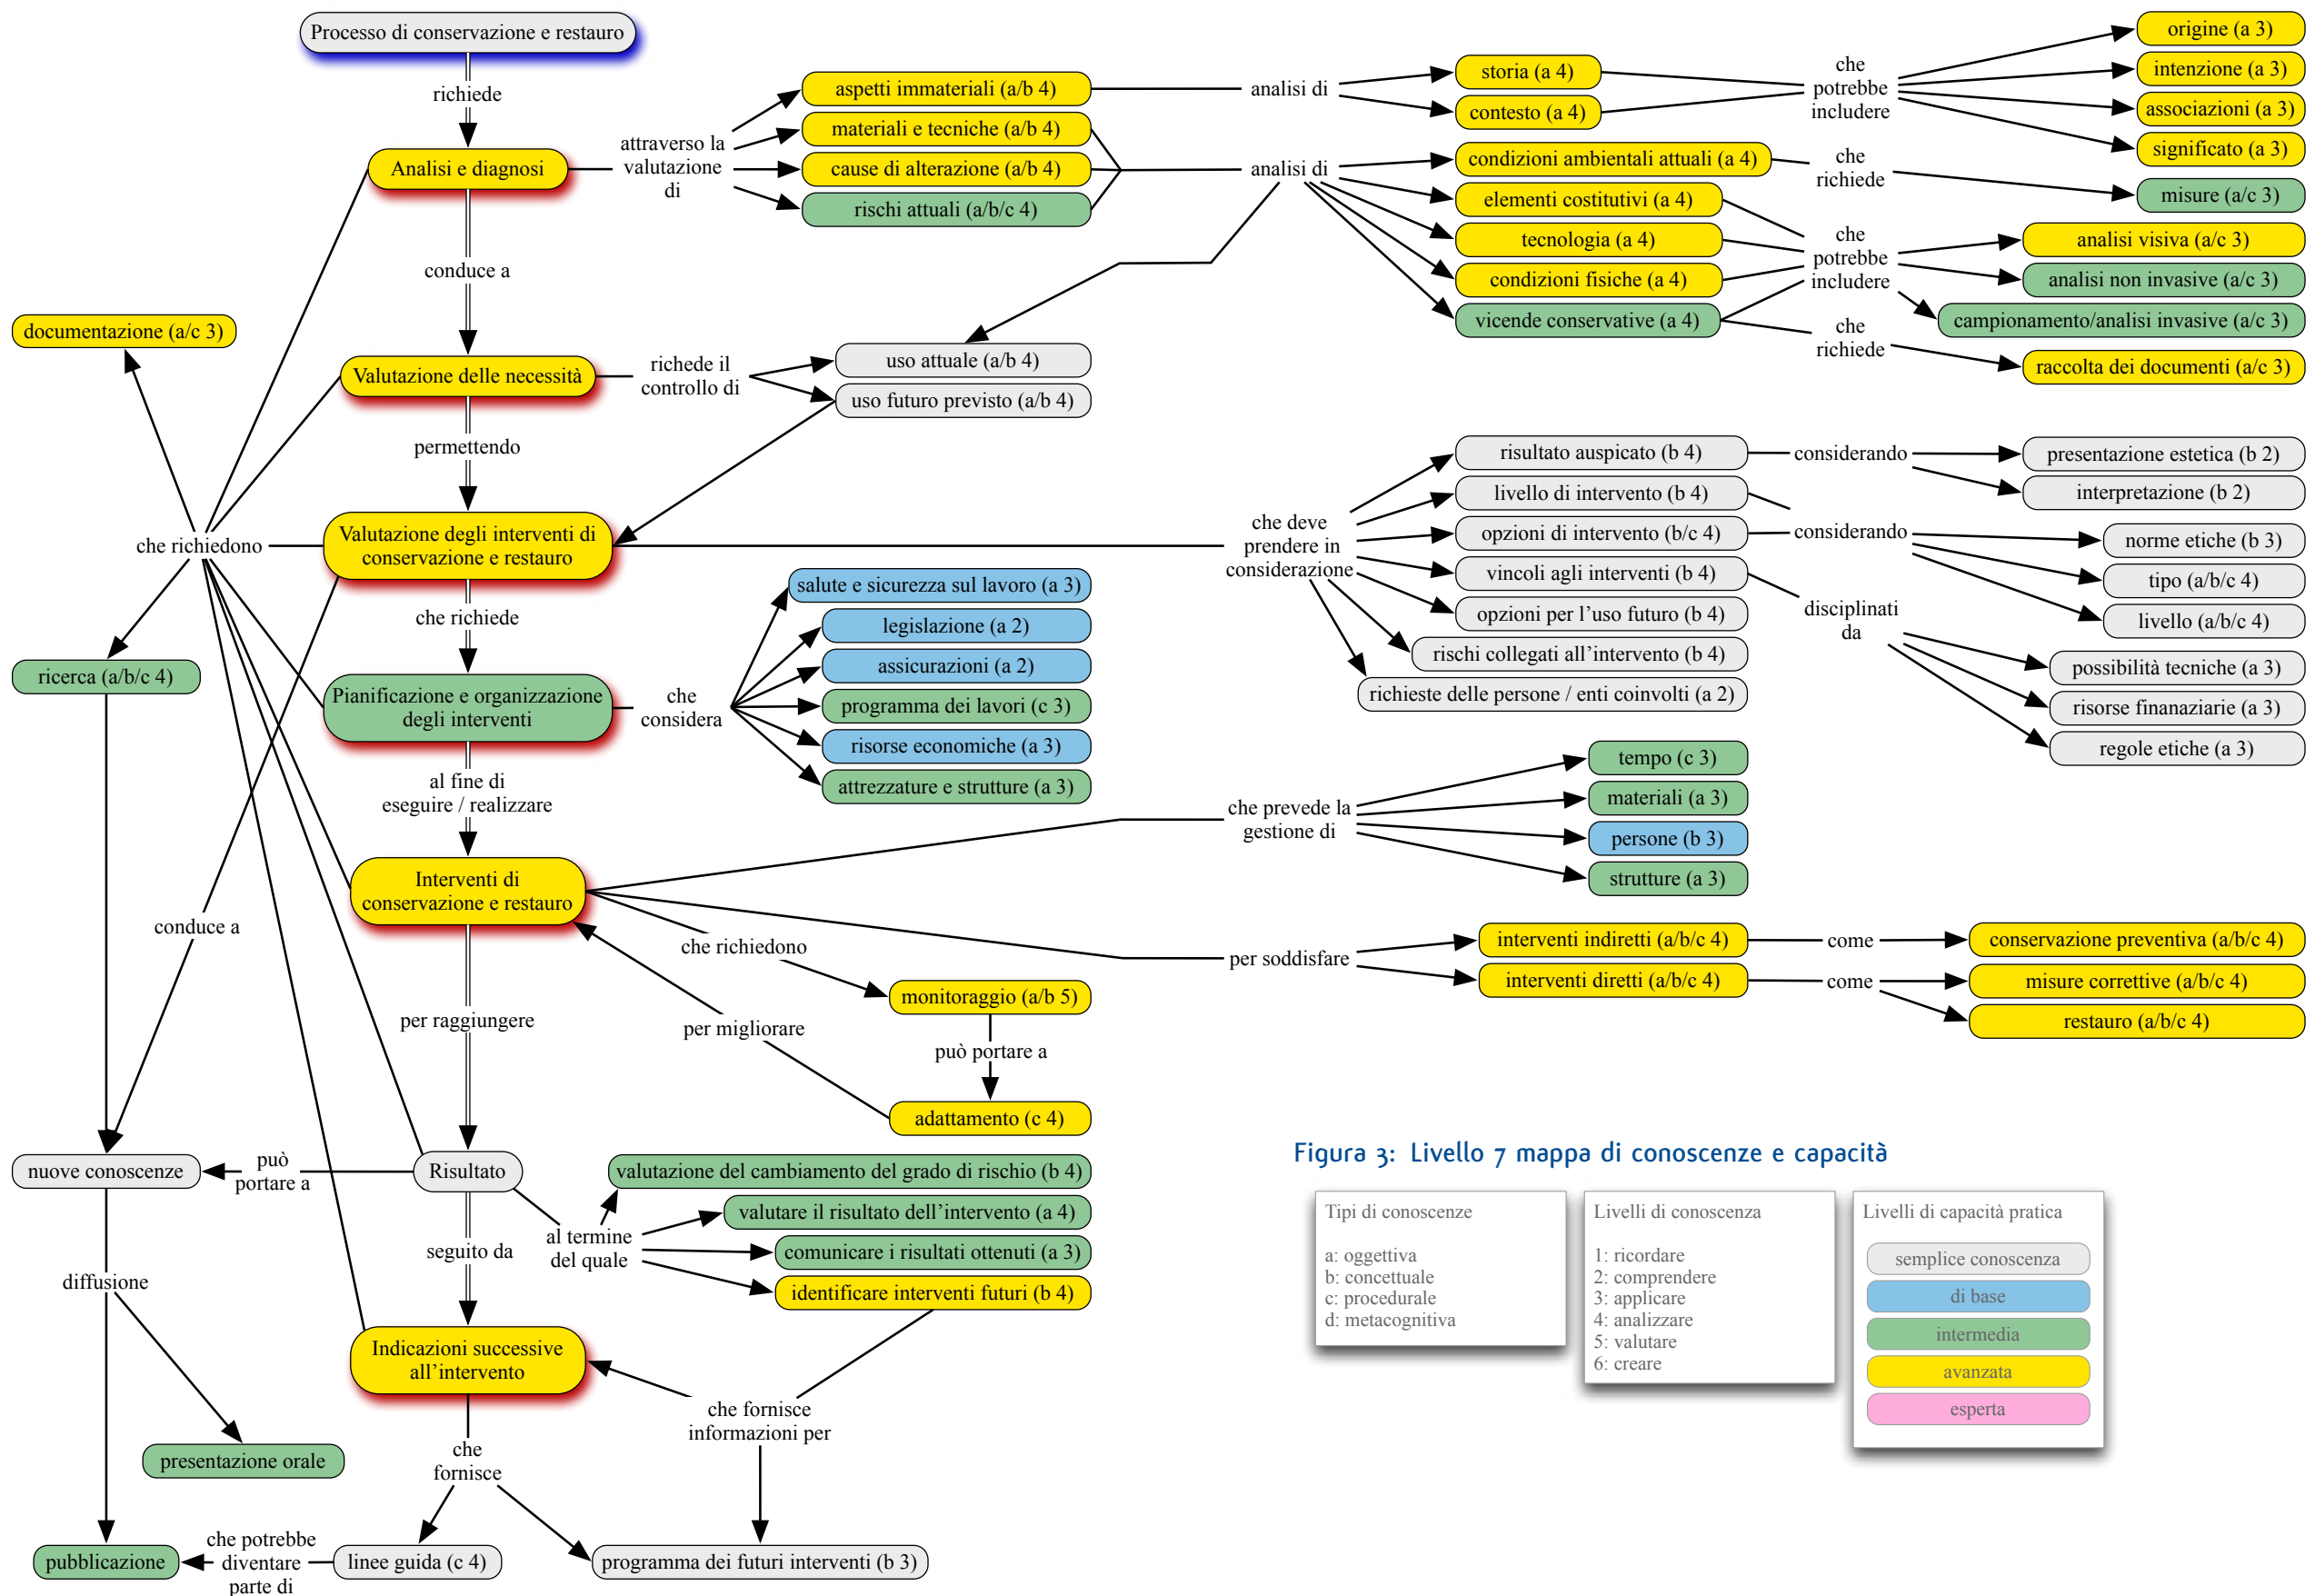 Processo di conservazione e restauro
richiede
Analisi e diagnosi
attraverso la
valutazione
di
aspetti immateriali (a/b 4)
materiali e tecniche (a/b 4)
cause di alterazione (a/b 4)
rischi attuali (a/b/c 4)
analisi di
storia (a 4)
contesto (a 4)
che
potrebbe
includere
origine (a 3)
intenzione (a 3)
associazioni (a 3)
significato (a 3)
analisi di
condizioni ambientali attuali (a 4)
elementi costitutivi (a 4)
tecnologia (a 4)
condizioni fisiche (a 4)
vicende conservative (a 4)
che
richiede
misure (a/c 3)
che
potrebbe
includere
analisi visiva (a/c 3)
analisi non invasive (a/c 3)
campionamento/analisi invasive (a/c 3)
che
richiede
raccolta dei documenti (a/c 3)
conduce a
documentazione (a/c 3)
Valutazione delle necessità
richede il
controllo di
uso attuale (a/b 4)
uso futuro previsto (a/b 4)
permettendo
che richiedono
Valutazione degli interventi di
conservazione e restauro
che deve
prendere in
considerazione
risultato auspicato (b 4)
livello di intervento (b 4)
opzioni di intervento (b/c 4)
vincoli agli interventi (b 4)
opzioni per l'uso futuro (b 4)
rischi collegati all'intervento (b 4)
richieste delle persone / enti coinvolti (a 2)
considerando
presentazione estetica (b 2)
interpretazione (b 2)
considerando
norme etiche (b 3)
tipo (a/b/c 4)
livello (a/b/c 4)
disciplinati
da
possibilità tecniche (a 3)
risorse finanaziarie (a 3)
regole etiche (a 3)
che richiede
ricerca (a/b/c 4)
Pianificazione e organizzazione
degli interventi
che
considera
salute e sicurezza sul lavoro (a 3)
legislazione (a 2)
assicurazioni (a 2)
programma dei lavori (c 3)
risorse economiche (a 3)
attrezzature e strutture (a 3)
al fine di
eseguire / realizzare
Interventi di
conservazione e restauro
che prevede la
gestione di
tempo (c 3)
materiali (a 3)
persone (b 3)
strutture (a 3)
conduce a
che richiedono
monitoraggio (a/b 5)
per migliorare
può portare a
adattamento (c 4)
per soddisfare
interventi indiretti (a/b/c 4)
interventi diretti (a/b/c 4)
come
come
conservazione preventiva (a/b/c 4)
misure correttive (a/b/c 4)
restauro (a/b/c 4)
per raggiungere
nuove conoscenze
può
portare a
Risultato
al termine
del quale
valutazione del cambiamento del grado di rischio (b 4)
valutare il risultato dell'intervento (a 4)
comunicare i risultati ottenuti (a 3)
identificare interventi futuri (b 4)
seguito da
diffusione
Indicazioni successive
all'intervento
che fornisce
informazioni per
che
fornisce
presentazione orale
pubblicazione
che potrebbe
diventare
parte di
linee guida (c 4)
programma dei futuri interventi (b 3)
Figura 3: Livello 7 mappa di conoscenze e capacità
Tipi di conoscenze
a: oggettiva
b: concettuale
c: procedurale
d: metacognitiva
Livelli di conoscenza
1: ricordare
2: comprendere
3: applicare
4: analizzare
5: valutare
6: creare
Livelli di capacità pratica
semplice conoscenza
di base
intermedia
avanzata
esperta